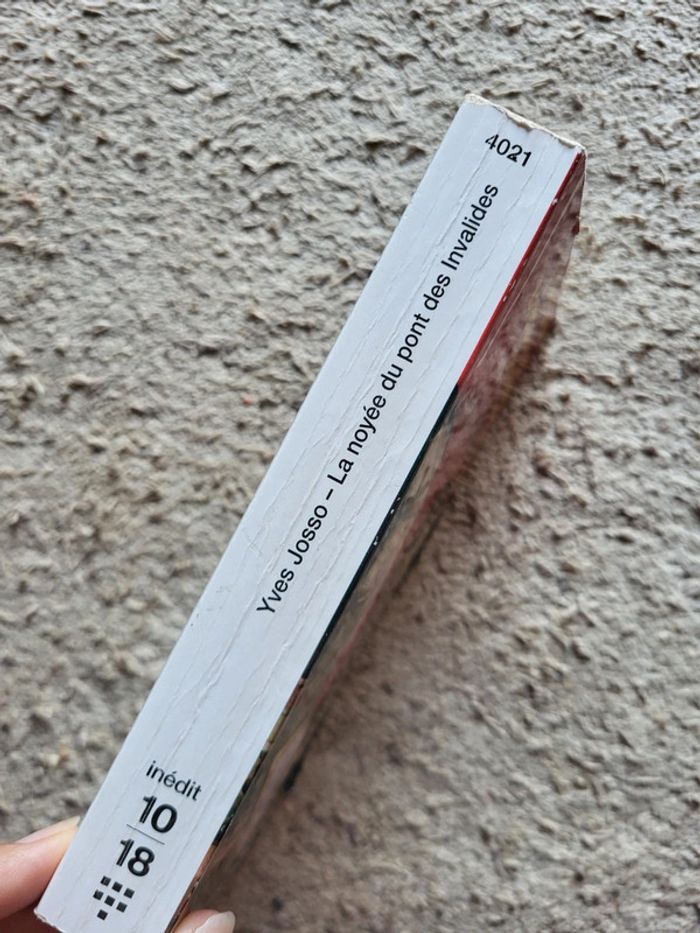 4021
Yves Josso – La noyée du pont des Invalides
inédit
10
18